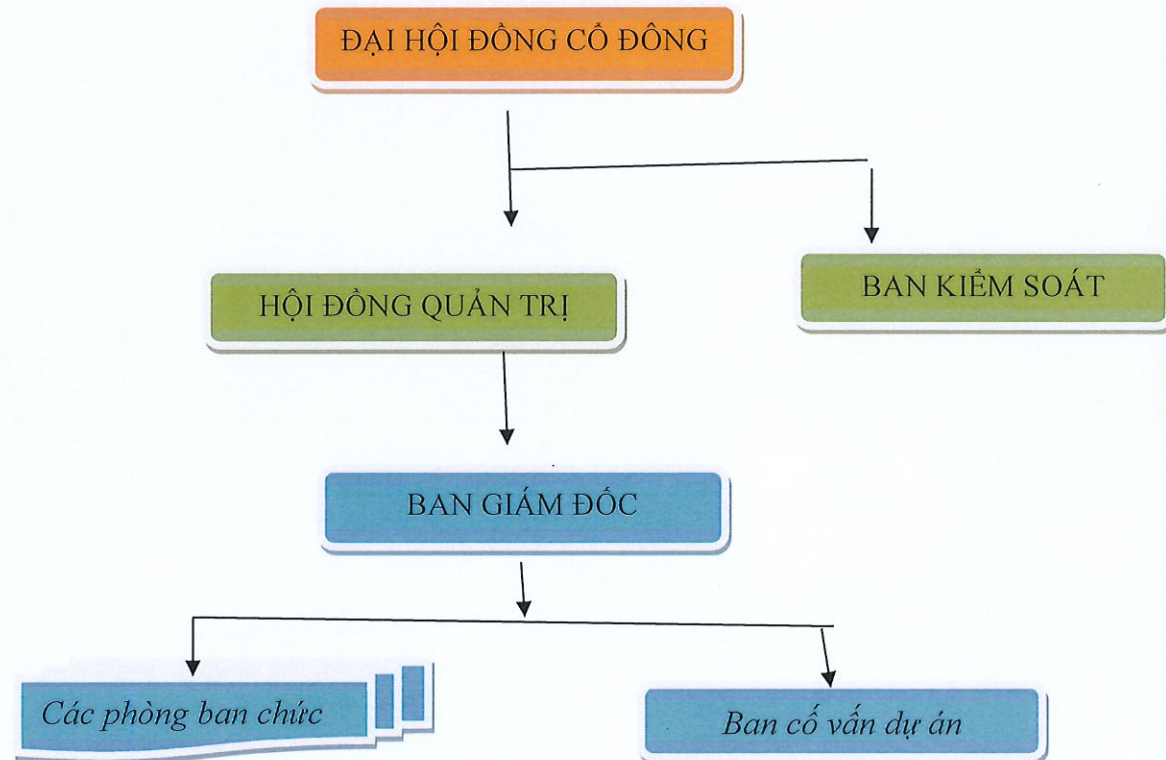 ĐẠI HỘI ĐỒNG CỔ ĐÔNG
BAN KIỂM SOÁT
HỘI ĐỒNG QUẢN TRỊ
BAN GIÁM ĐỐC
Các phòng ban chức
Ban cố vấn dự án